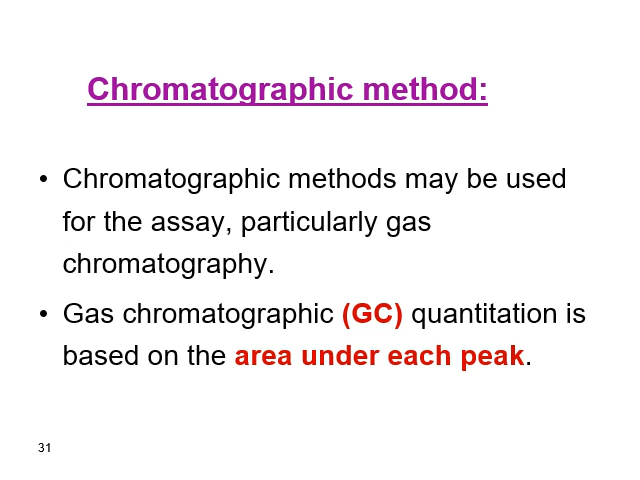 Chromatographic method:
• Chromatographic methods may be used
for the assay, particularly gas
chromatography.
• Gas chromatographic (GC) quantitation is
based on the area under each peak.
31